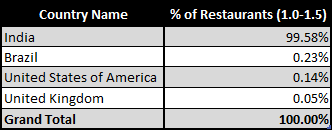 Country Name % of Restaurants (1.0-1.5)
India 99.58%
Brazil 0.23%
United States of America 0.14%
United Kingdom 0.05%
Grand Total 100.00%